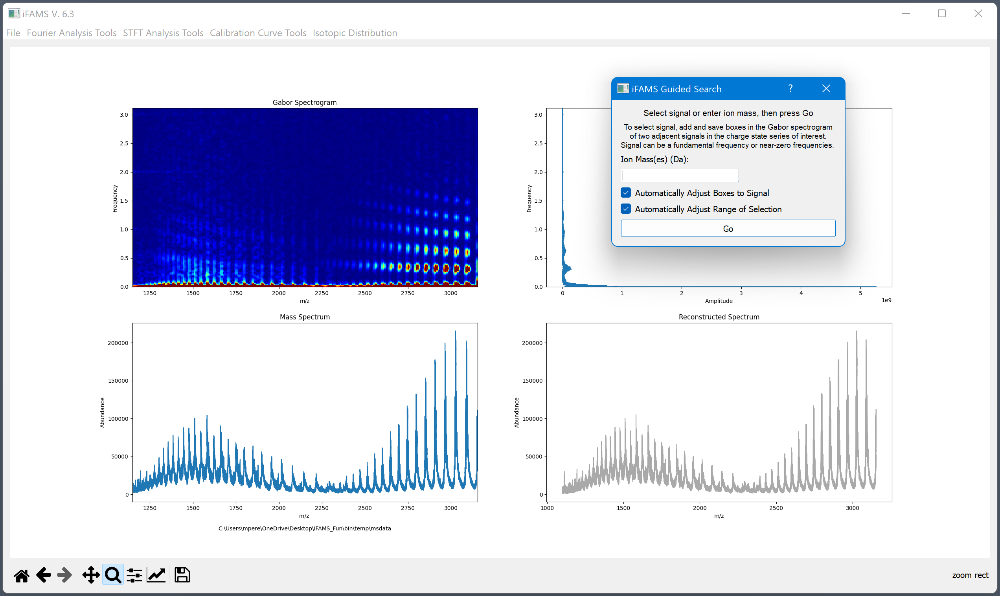 iFAMS V. 6.3
File Fourier Analysis Tools STFT Analysis Tools Calibration Curve Tools Isotopic Distribution
Gabor Spectrogram
3.0
2.5
2.0
1.5
1.0
0.5
0.0
Frequency
1250 1500 1750 2000 2250 2500 2750 3000
m/z
3.0
2.5
2.0
1.5
1.0
0.5
0.0
Frequency
0 1 2 3 4 5
1e9
Amplitude
iFAMS Guided Search
?
Select signal or enter ion mass, then press Go
To select signal, add and save boxes in the Gabor spectrogram
of two adjacent signals in the charge state series of interest.
Signal can be a fundamental frequency or near-zero frequencies.
Ion Mass(es) (Da):
Automatically Adjust Boxes to Signal
Automatically Adjust Range of Selection
Go
Mass Spectrum
200000
150000
100000
50000
0
Abundance
1250 1500 1750 2000 2250 2500 2750 3000
m/z
C:\Users\mpere\OneDrive\Desktop\iFAMS_Fun\bin\temp\msdata
Reconstructed Spectrum
200000
150000
100000
50000
0
Abundance
1000 1500 2000 2500 3000
m/z
zoom rect